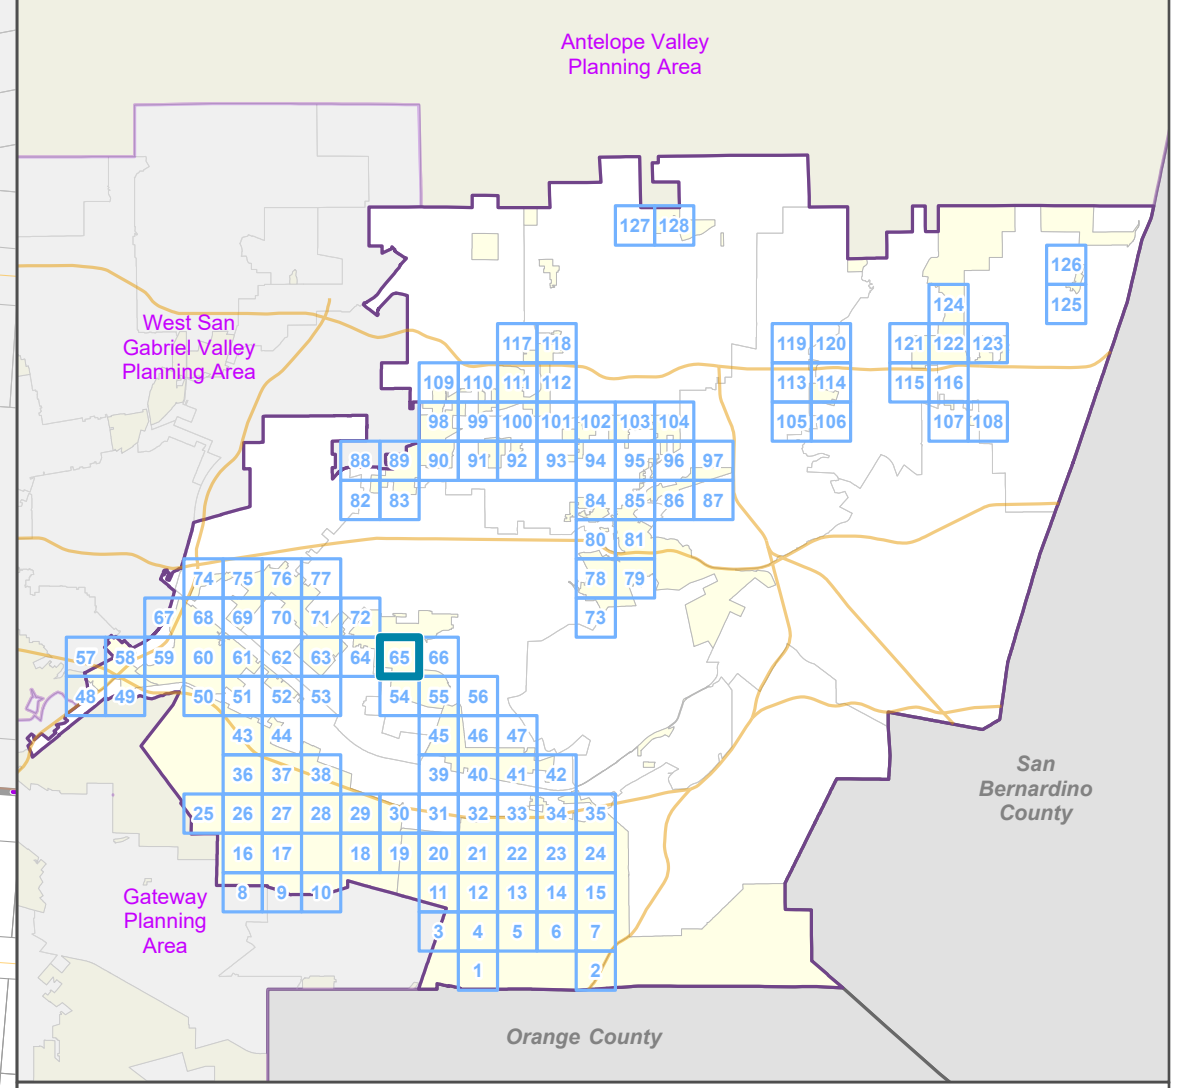 Antelope Valley
Planning Area
127 128
126
124 125
West San
Gabriel Valley
Planning Area
117 118 119 120 121 122 123
109 110 111 112 113 114 115 116
98 99 100 101 102 103 104 105 106 107 108
88 89 90 91 92 93 94 95 96 97
82 83 84 85 86 87
80 81
74 75 76 77 78 79
67 68 69 70 71 72 73
57 58 59 60 61 62 63 64 65 66
48 49 50 51 52 53 54 55 56
43 44 45 46 47
36 37 38 39 40 41 42
San
Bernardino
County
25 26 27 28 29 30 31 32 33 34 35
16 17 18 19 20 21 22 23 24
8 9 10 11 12 13 14 15
Gateway
Planning
Area
3 4 5 6 7
1 2
Orange County